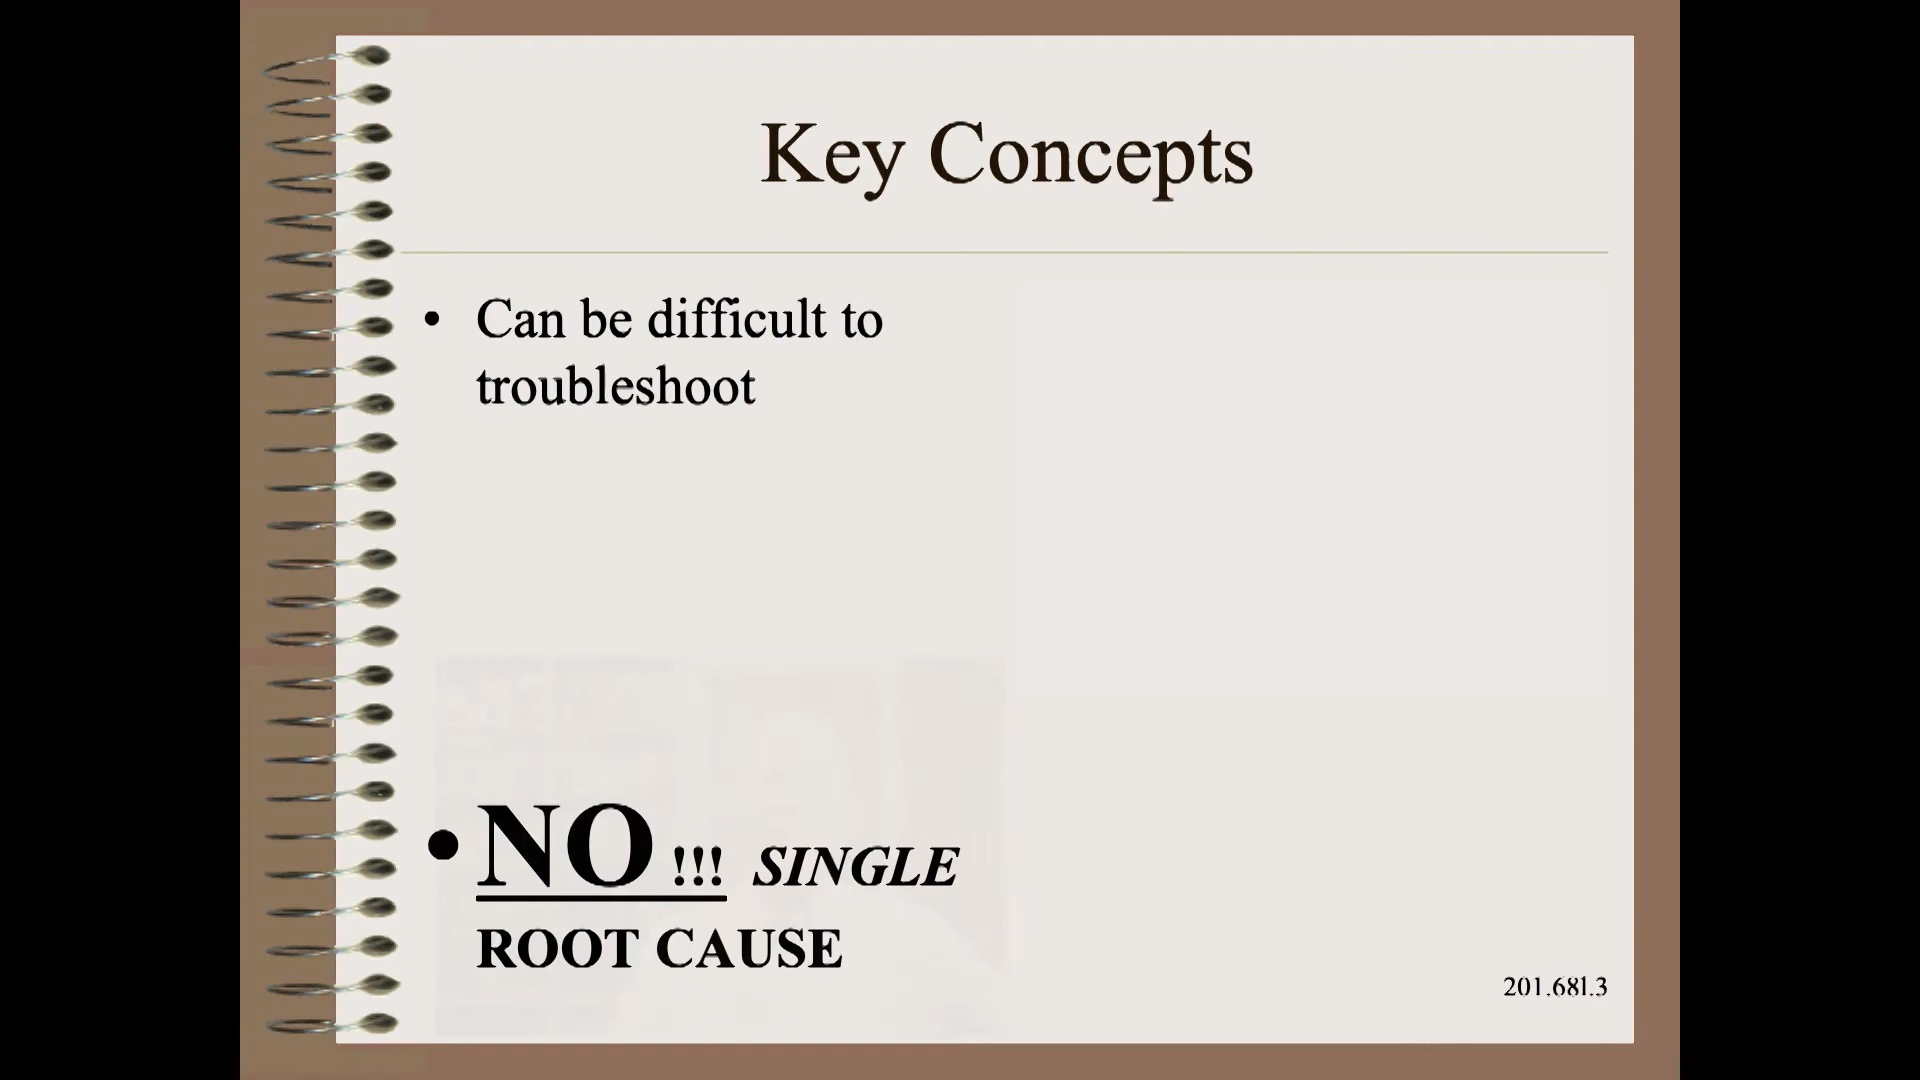 Key Concepts
• Can be difficult to
troubleshoot
• NO !!! SINGLE
ROOT CAUSE
201.681.3